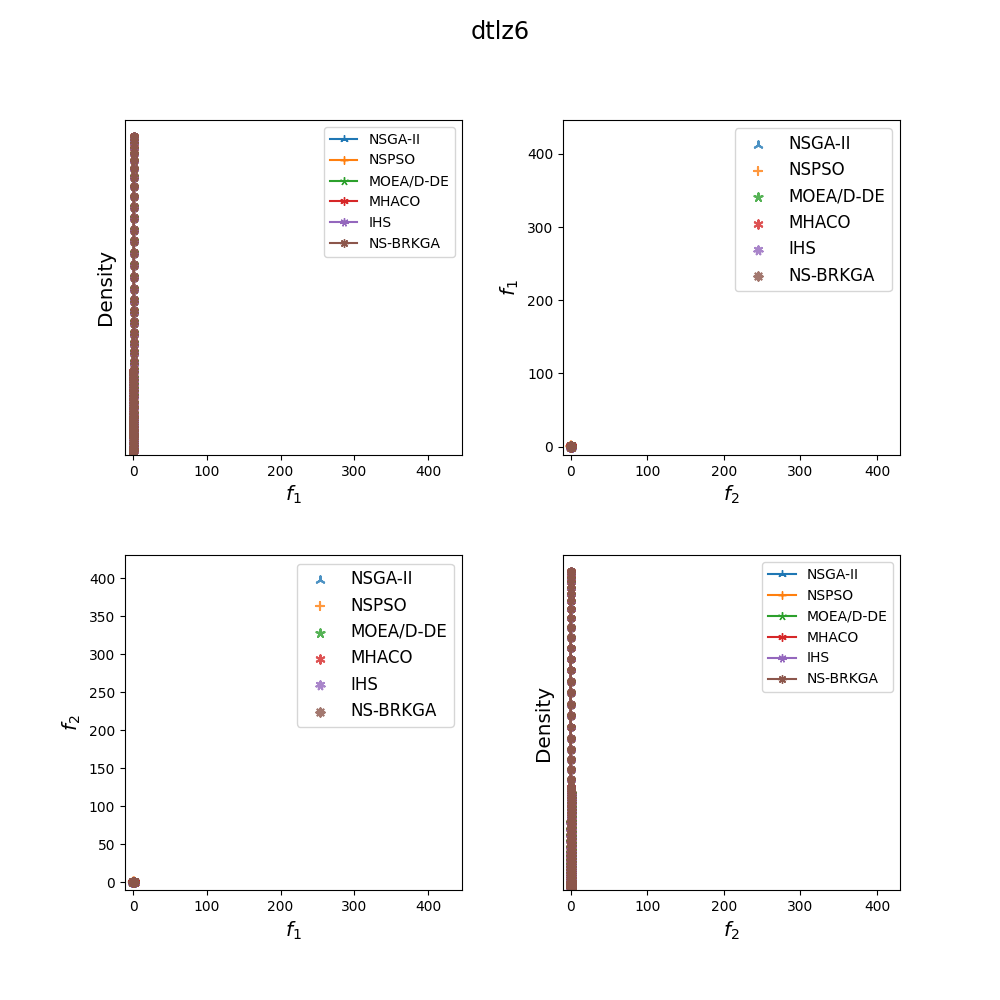 dtlz6
Density
NSGA-II
NSPSO
MOEA/D-DE
MHACO
IHS
NS-BRKGA
0 100 200 300 400
f1
f1
400
300
200
100
0
NSGA-II
NSPSO
MOEA/D-DE
MHACO
IHS
NS-BRKGA
0 100 200 300 400
f2
f2
400
350
300
250
200
150
100
50
0
NSGA-II
NSPSO
MOEA/D-DE
MHACO
IHS
NS-BRKGA
0 100 200 300 400
f1
Density
NSGA-II
NSPSO
MOEA/D-DE
MHACO
IHS
NS-BRKGA
0 100 200 300 400
f2